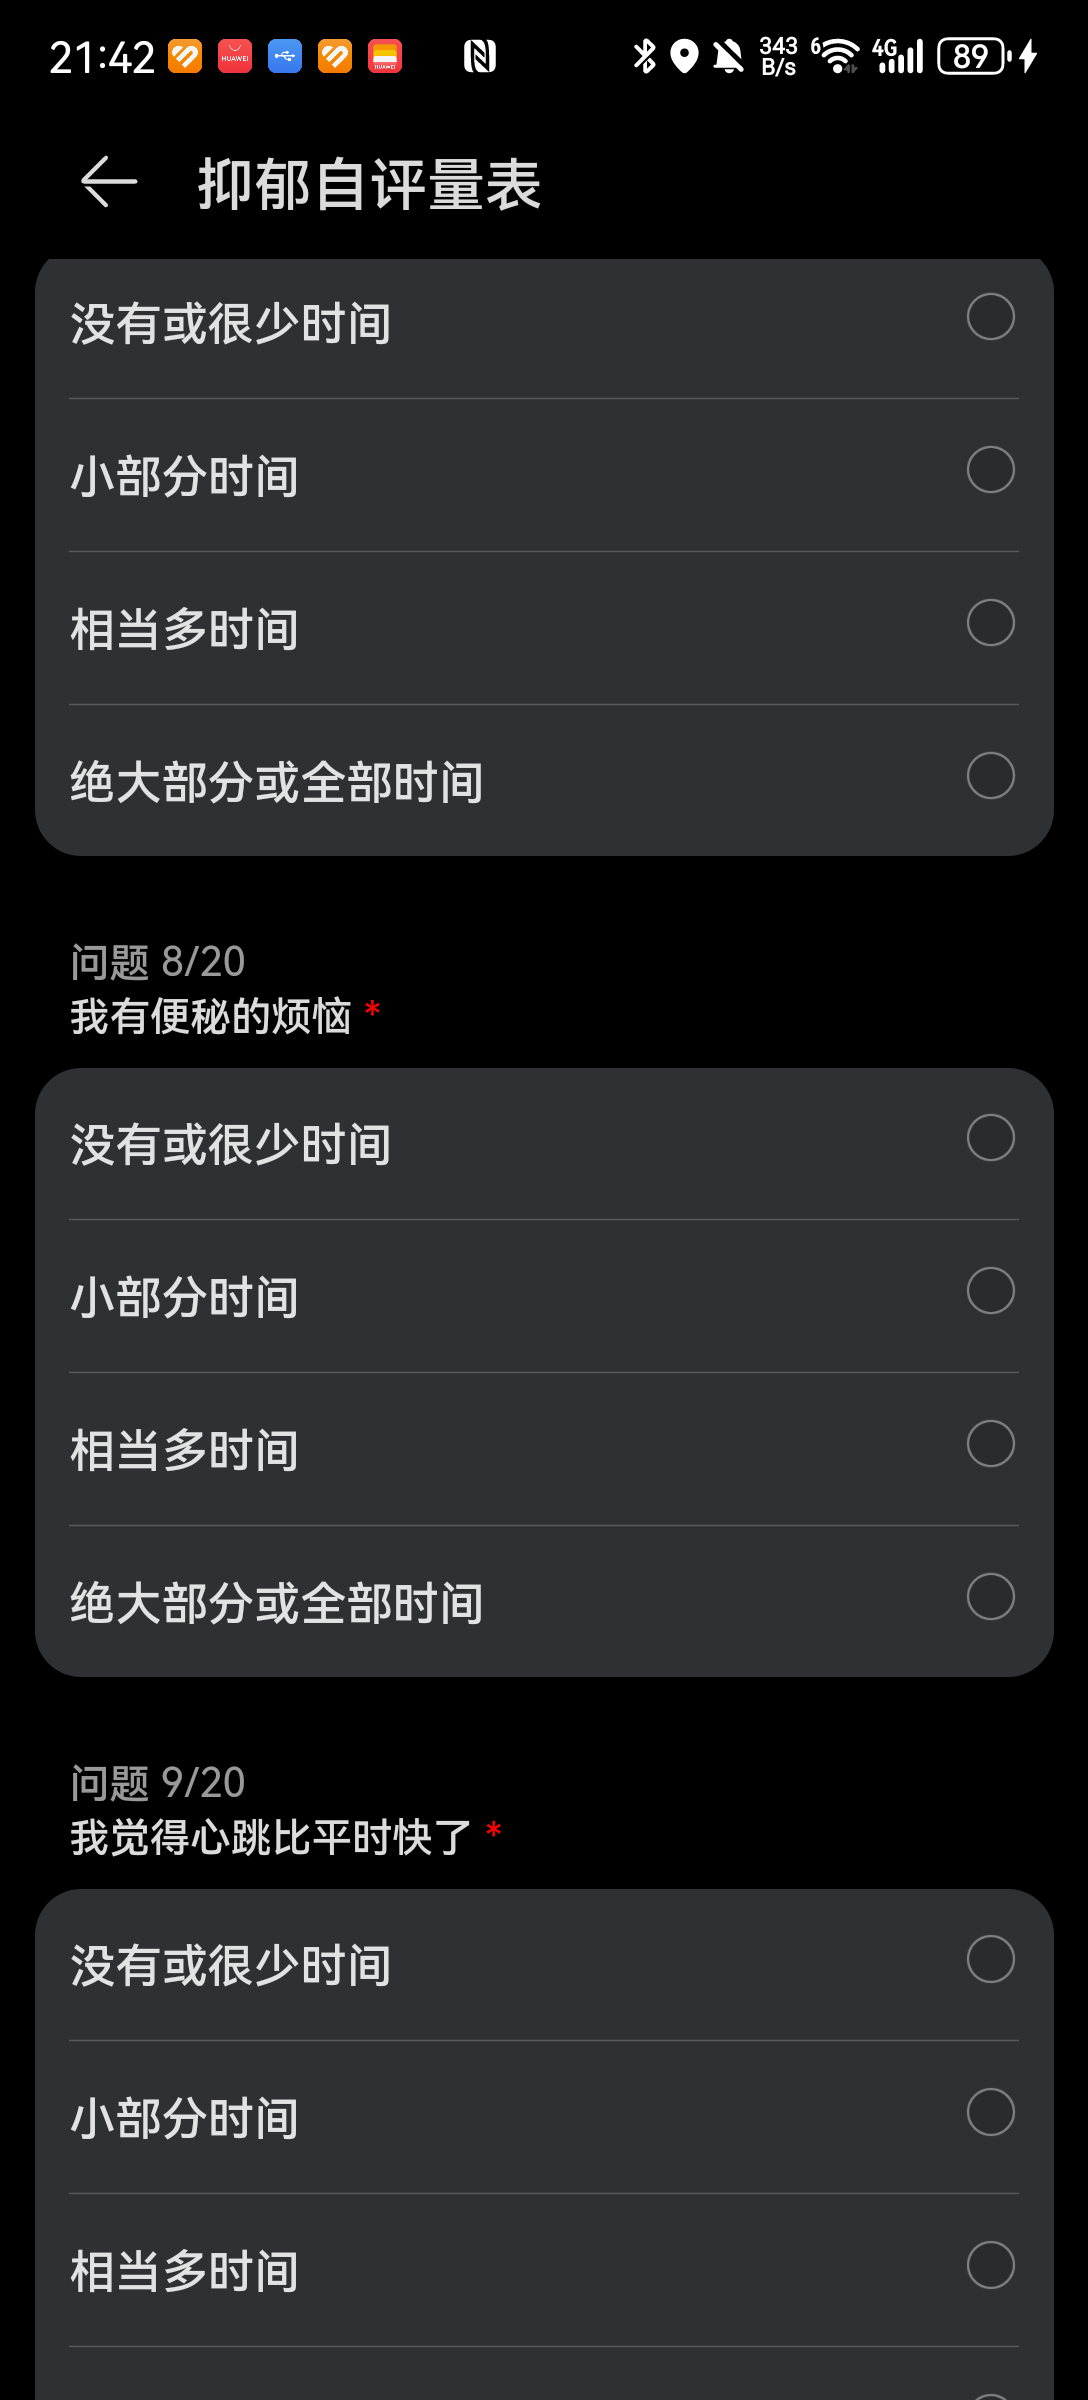 21:42
HUAWEI
HUAWEI
343
B/s
6
4G
89
抑郁自评量表
没有或很少时间
小部分时间
相当多时间
绝大部分或全部时间
问题 8/20
我有便秘的烦恼 *
没有或很少时间
小部分时间
相当多时间
绝大部分或全部时间
问题 9/20
我觉得心跳比平时快了 *
没有或很少时间
小部分时间
相当多时间